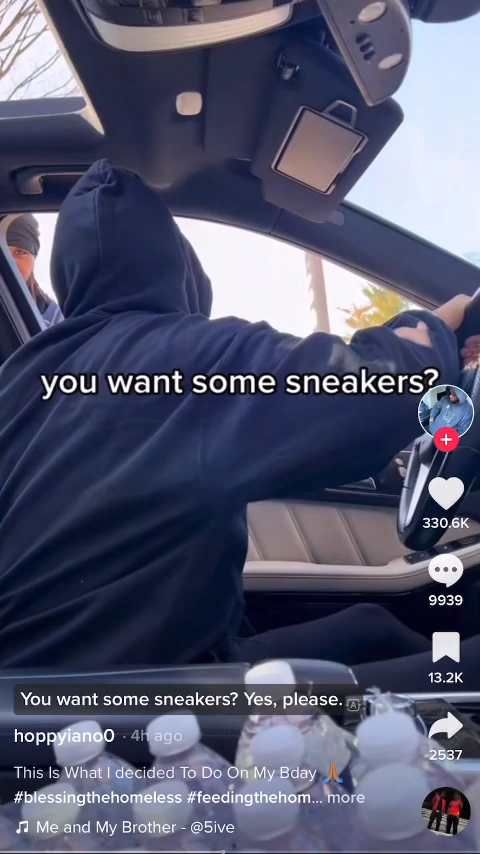 you want some sneakers?
330.6K
9939
13.2K
2537
You want some sneakers? Yes, please.
hoppyiano0 · 4h ago
This Is What I decided To Do On My Bday 🙏
#blessingthehomeless #feedingthehom... more
Me and My Brother - @5ive